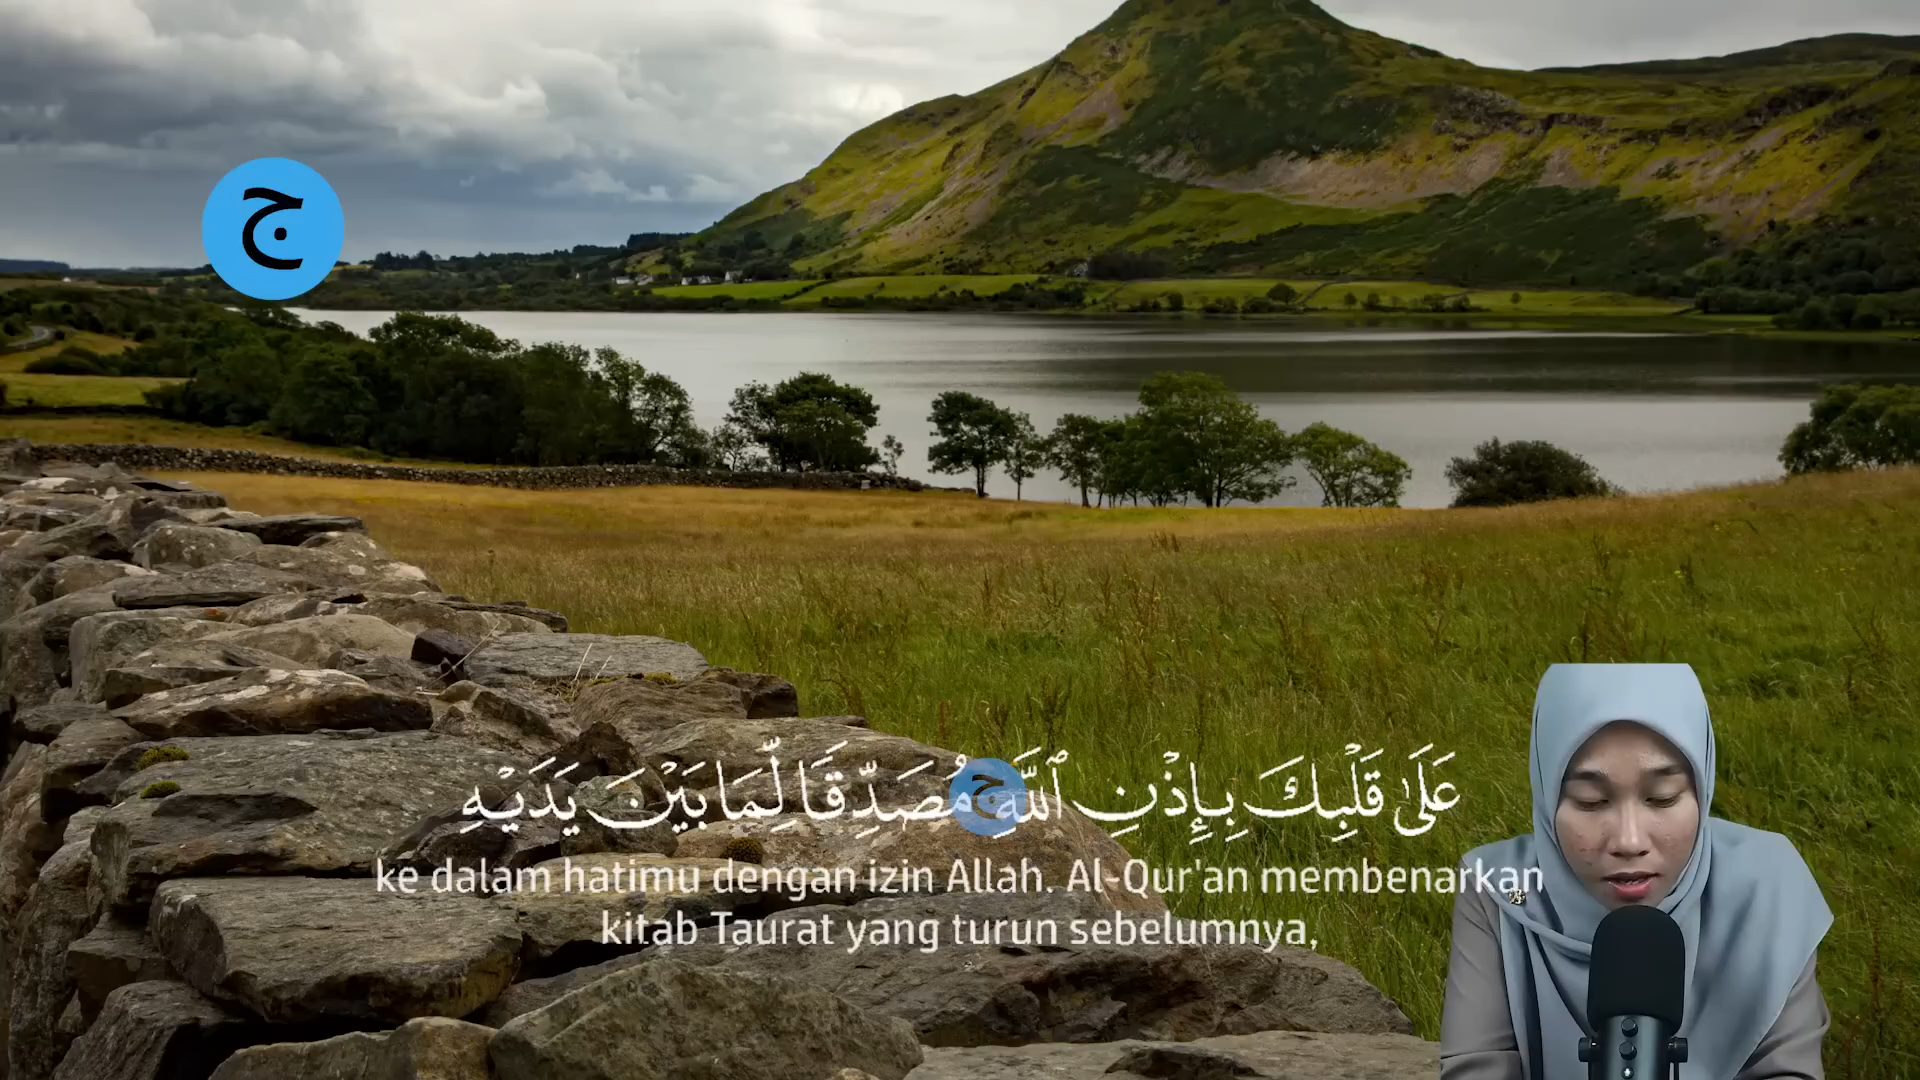 ج
عَلَىٰ قَلْبِكَ بِإِذْنِ ٱللَّهِ ج مُصَدِّقًا لِّمَا بَيْنَ يَدَيْهِ
ke dalam hatimu dengan izin Allah. Al-Qur'an membenarkan
kitab Taurat yang turun sebelumnya,